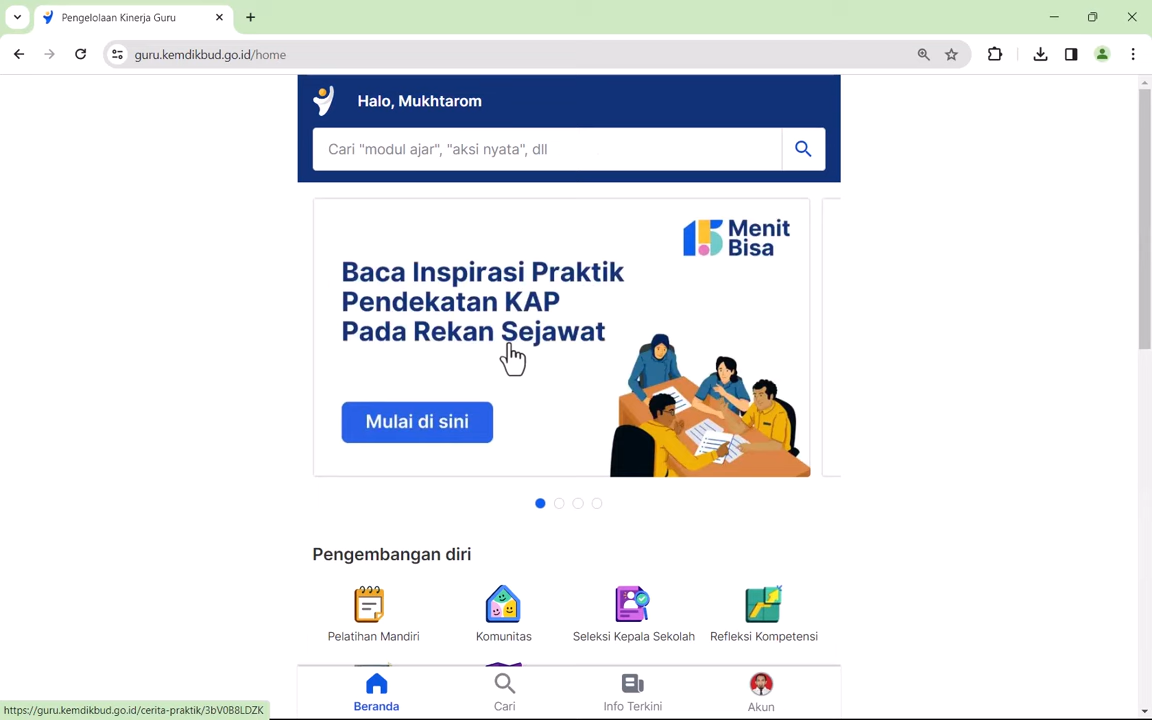 Pengelolaan Kinerja Guru
guru.kemdikbud.go.id/home
Halo, Mukhtarom
Cari "modul ajar", "aksi nyata", dll
15 Menit
Bisa
Baca Inspirasi Praktik
Pendekatan KAP
Pada Rekan Sejawat
Mulai di sini
Pengembangan diri
Pelatihan Mandiri
Komunitas
Seleksi Kepala Sekolah
Refleksi Kompetensi
Beranda
Cari
Info Terkini
Akun
https://guru.kemdikbud.go.id/cerita-praktik/3bV0B8LDZK